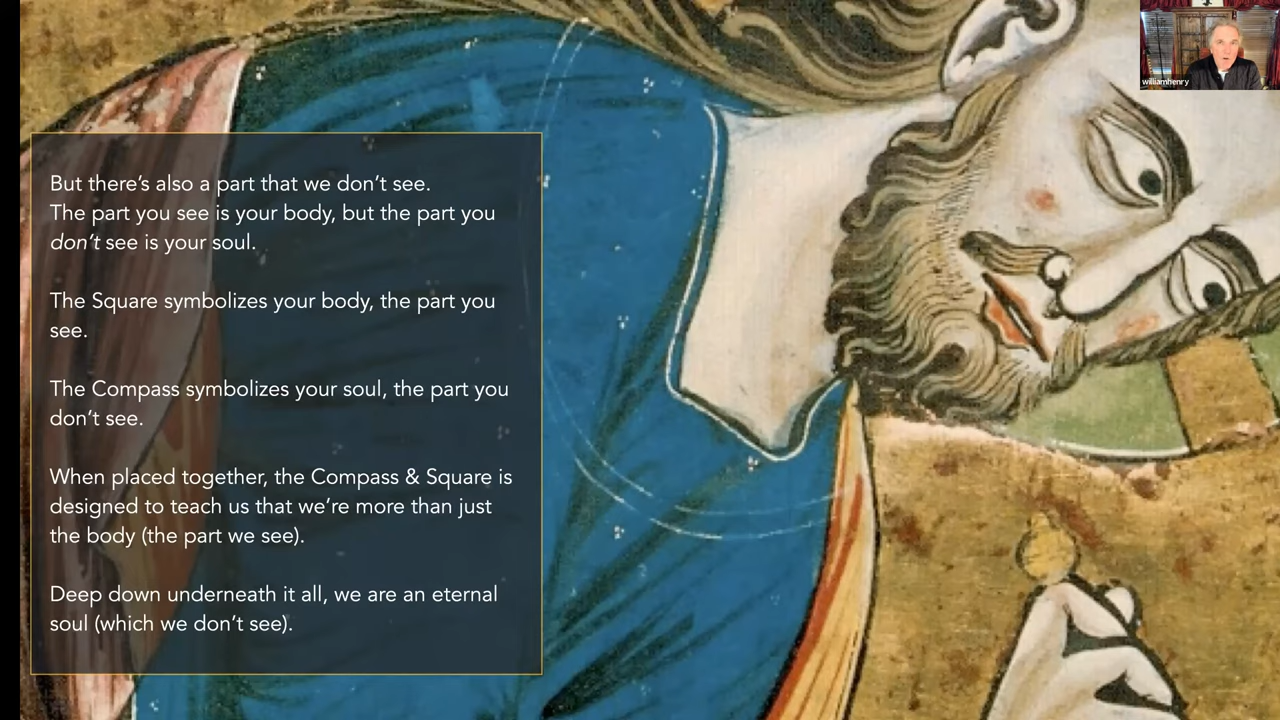 williamhenry
But there’s also a part that we don’t see.
The part you see is your body, but the part you
don’t see is your soul.
The Square symbolizes your body, the part you
see.
The Compass symbolizes your soul, the part you
don’t see.
When placed together, the Compass & Square is
designed to teach us that we’re more than just
the body (the part we see).
Deep down underneath it all, we are an eternal
soul (which we don’t see).